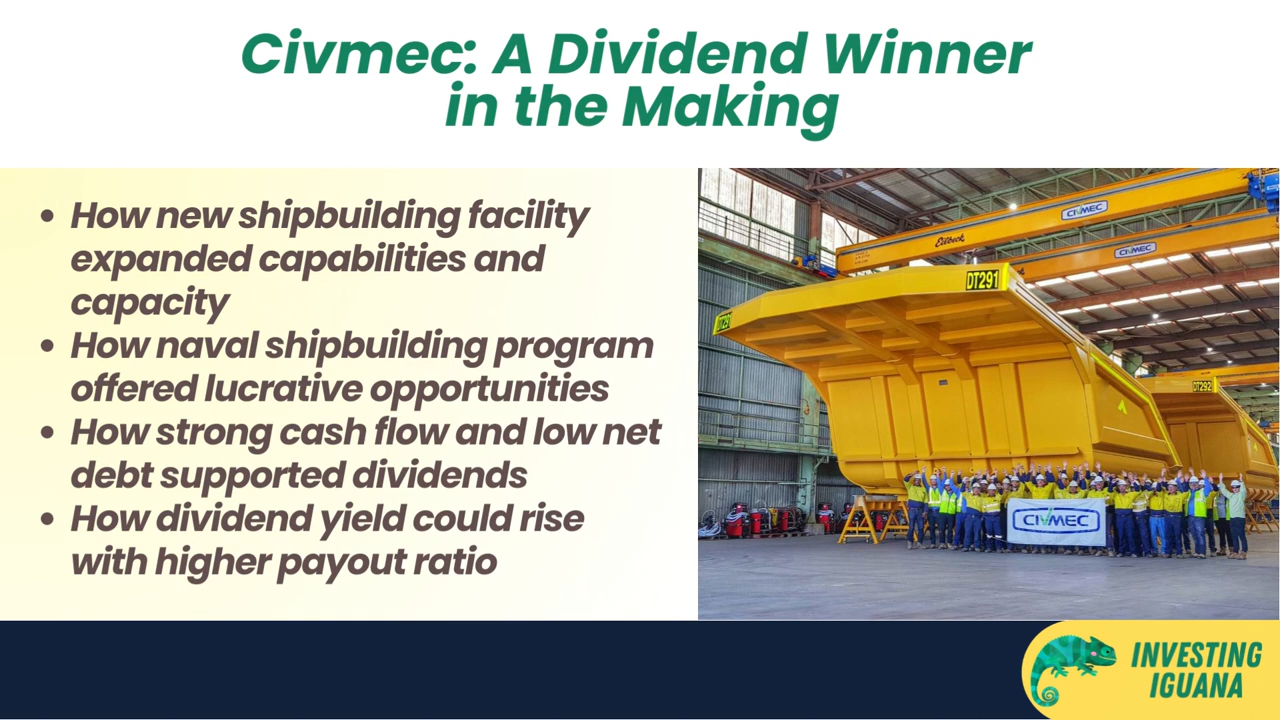 Civmec: A Dividend Winner
in the Making
• How new shipbuilding facility
expanded capabilities and
capacity
• How naval shipbuilding program
offered lucrative opportunities
• How strong cash flow and low net
debt supported dividends
• How dividend yield could rise
with higher payout ratio
CIVMEC
Eilbeck
CIVMEC
DT291
DT291
DT292
CIVMEC
INVESTING
IGUANA